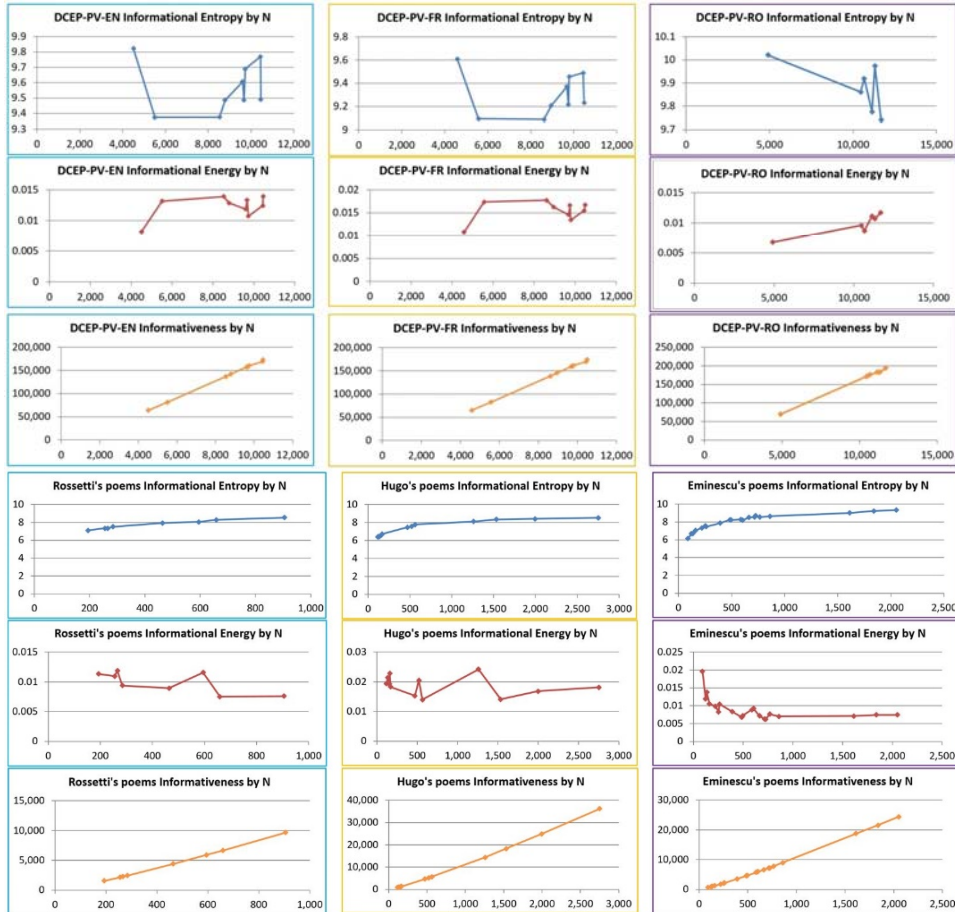 DCEP-PV-EN Informational Entropy by N
9.9
9.8
9.7
9.6
9.5
9.4
9.3
0 2,000 4,000 6,000 8,000 10,000 12,000
DCEP-PV-FR Informational Entropy by N
9.8
9.6
9.4
9.2
9
0 2,000 4,000 6,000 8,000 10,000 12,000
DCEP-PV-RO Informational Entropy by N
10.1
10
9.9
9.8
9.7
0 5,000 10,000 15,000
DCEP-PV-EN Informational Energy by N
0.015
0.01
0.005
0
0 2,000 4,000 6,000 8,000 10,000 12,000
DCEP-PV-FR Informational Energy by N
0.02
0.015
0.01
0.005
0
0 2,000 4,000 6,000 8,000 10,000 12,000
DCEP-PV-RO Informational Energy by N
0.015
0.01
0.005
0
0 5,000 10,000 15,000
DCEP-PV-EN Informativeness by N
200,000
150,000
100,000
50,000
0
0 2,000 4,000 6,000 8,000 10,000 12,000
DCEP-PV-FR Informativeness by N
200,000
150,000
100,000
50,000
0
0 2,000 4,000 6,000 8,000 10,000 12,000
DCEP-PV-RO Informativeness by N
250,000
200,000
150,000
100,000
50,000
0
0 5,000 10,000 15,000
Rossetti's poems Informational Entropy by N
10
8
6
4
2
0
0 200 400 600 800 1,000
Hugo's poems Informational Entropy by N
10
8
6
4
2
0
0 500 1,000 1,500 2,000 2,500 3,000
Eminescu's poems Informational Entropy by N
10
8
6
4
2
0
0 500 1,000 1,500 2,000 2,500
Rossetti's poems Informational Energy by N
0.015
0.01
0.005
0
0 200 400 600 800 1,000
Hugo's poems Informational Energy by N
0.03
0.02
0.01
0
0 500 1,000 1,500 2,000 2,500 3,000
Eminescu's poems Informational Energy by N
0.025
0.02
0.015
0.01
0.005
0
0 500 1,000 1,500 2,000 2,500
Rossetti's poems Informativeness by N
15,000
10,000
5,000
0
0 200 400 600 800 1,000
Hugo's poems Informativeness by N
40,000
30,000
20,000
10,000
0
0 500 1,000 1,500 2,000 2,500 3,000
Eminescu's poems Informativeness by N
30,000
20,000
10,000
0
0 500 1,000 1,500 2,000 2,500